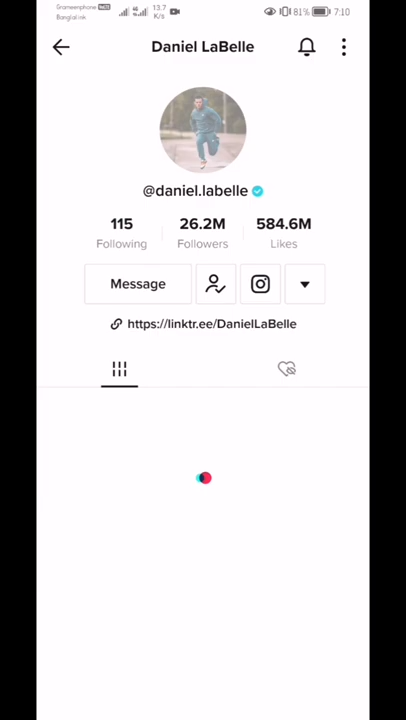 Grameenphone VoLTE
Banglalink
13.7
K/s
81%
7:10
Daniel LaBelle
@daniel.labelle
115
26.2M
584.6M
Following
Followers
Likes
Message
https://linktr.ee/DanielLaBelle